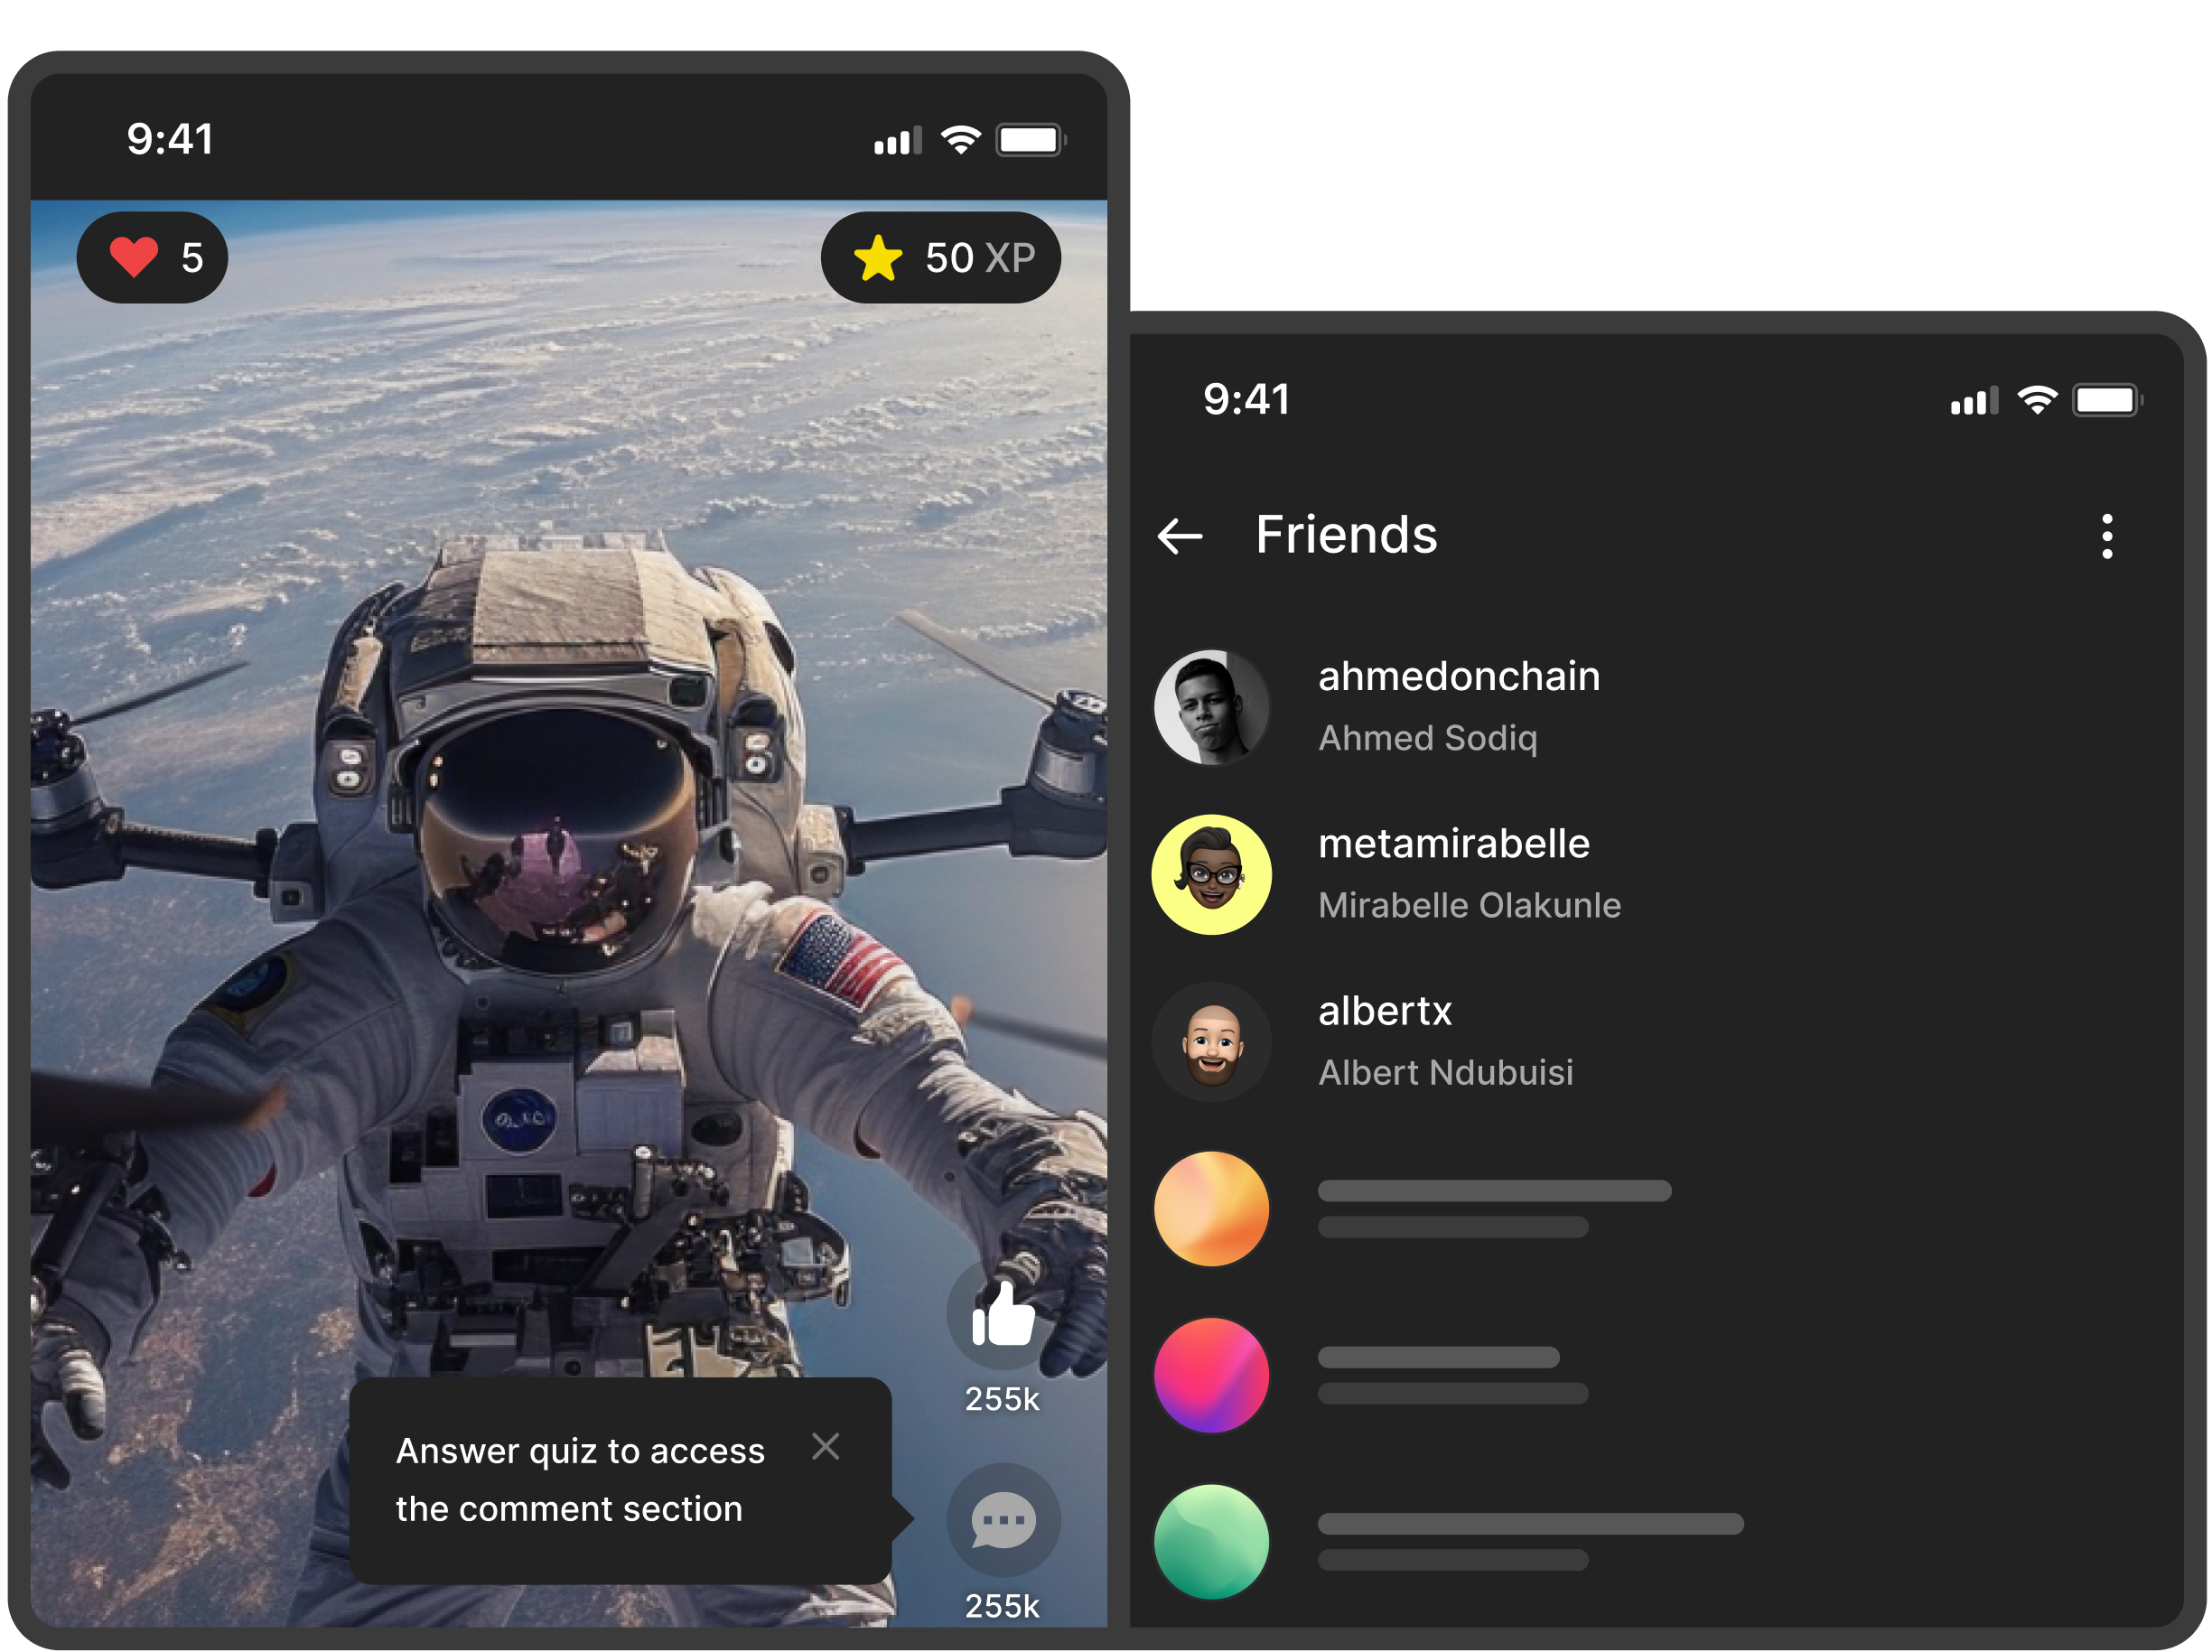 9:41
5
50 XP
255k
Answer quiz to access
the comment section
255k
9:41
Friends
ahmedonchain
Ahmed Sodiq
metamirabelle
Mirabelle Olakunle
albertx
Albert Ndubuisi